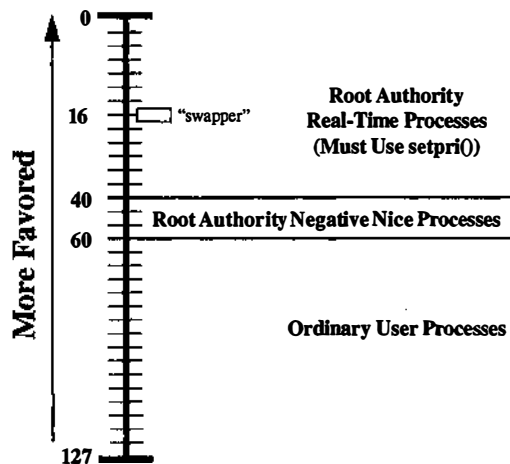 0
16
"swapper"
Root Authority
Real-Time Processes
(Must Use setpri())
40
Root Authority Negative Nice Processes
60
More Favored
Ordinary User Processes
127